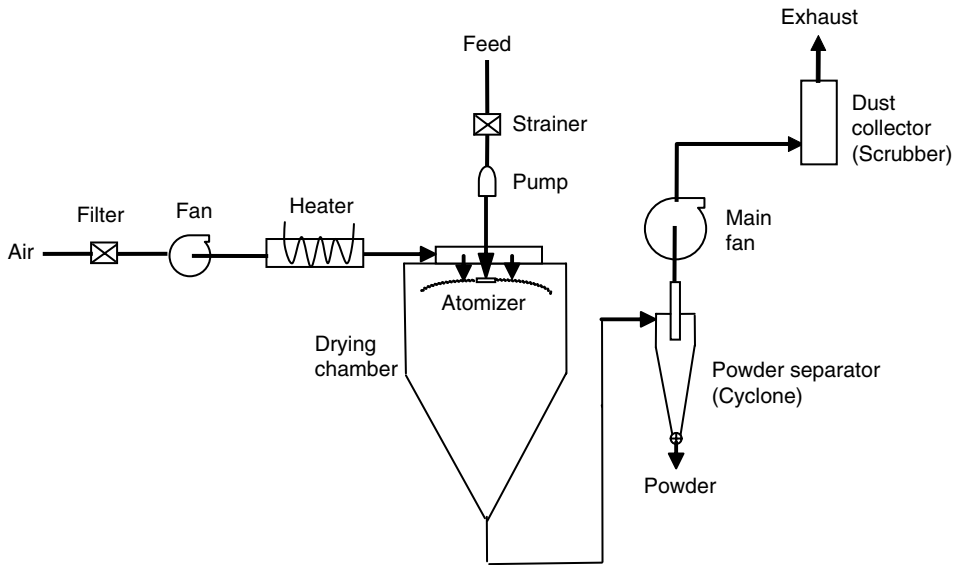 Exhaust
Feed
Dust
collector
(Scrubber)
Strainer
Pump
Filter
Fan
Heater
Main
fan
Air
Atomizer
Drying
chamber
Powder separator
(Cyclone)
Powder